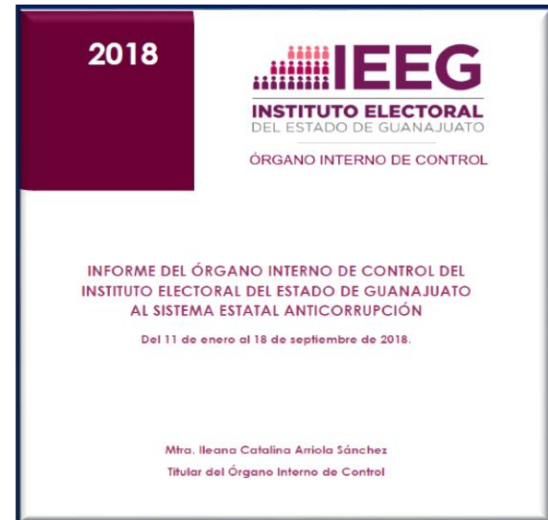 2018
IEEG
INSTITUTO ELECTORAL
DEL ESTADO DE GUANAJUATO
ÓRGANO INTERNO DE CONTROL
INFORME DEL ÓRGANO INTERNO DE CONTROL DEL
INSTITUTO ELECTORAL DEL ESTADO DE GUANAJUATO
AL SISTEMA ESTATAL ANTICORRUPCIÓN
Del 11 de enero al 18 de septiembre de 2018.
Mtra. Ileana Catalina Arriola Sánchez
Titular del Órgano Interno de Control